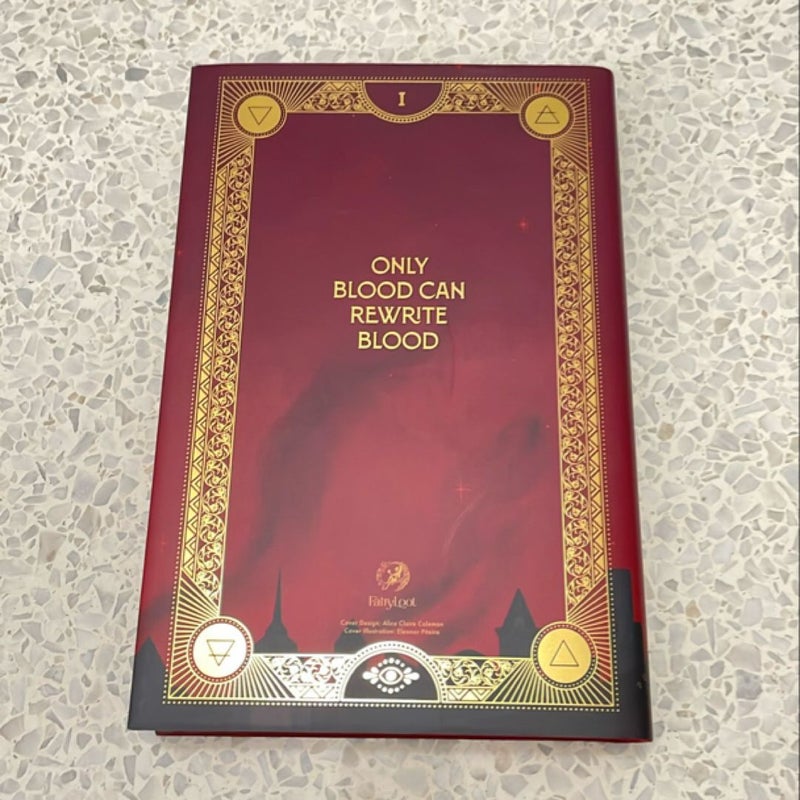 I
ONLY
BLOOD CAN
REWRITE
BLOOD
FairyLoot
Cover Design: Alice Claire Coleman
Cover Illustration: Eleonor Piteira